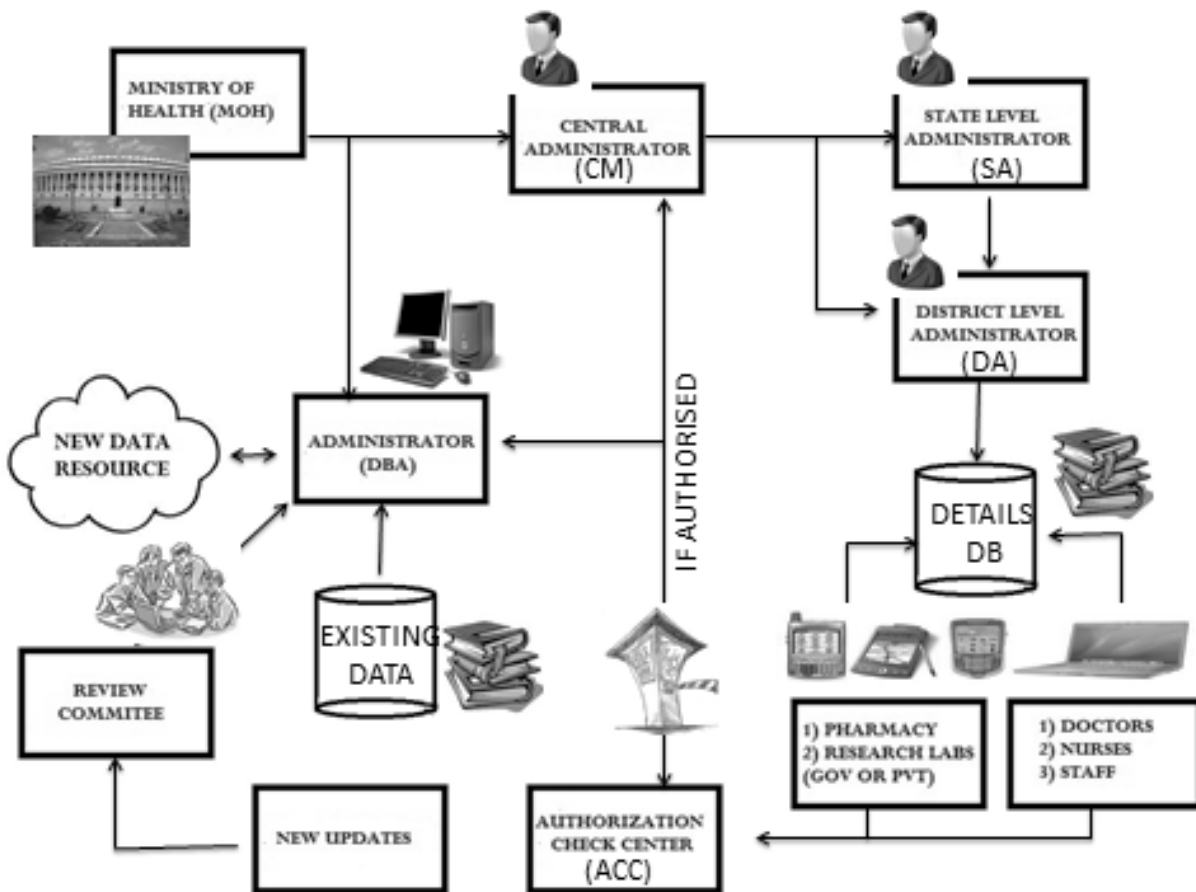 MINISTRY OF
HEALTH (MOH)
CENTRAL
ADMINISTRATOR
(CM)
STATE LEVEL
ADMINISTRATOR
(SA)
DISTRICT LEVEL
ADMINISTRATOR
(DA)
NEW DATA
RESOURCE
ADMINISTRATOR
(DBA)
IF AUTHORISED
DETAILS
DB
EXISTING
DATA
REVIEW
COMMITEE
1) PHARMACY
2) RESEARCH LABS
(GOV OR PVT)
1) DOCTORS
2) NURSES
3) STAFF
NEW UPDATES
AUTHORIZATION
CHECK CENTER
(ACC)